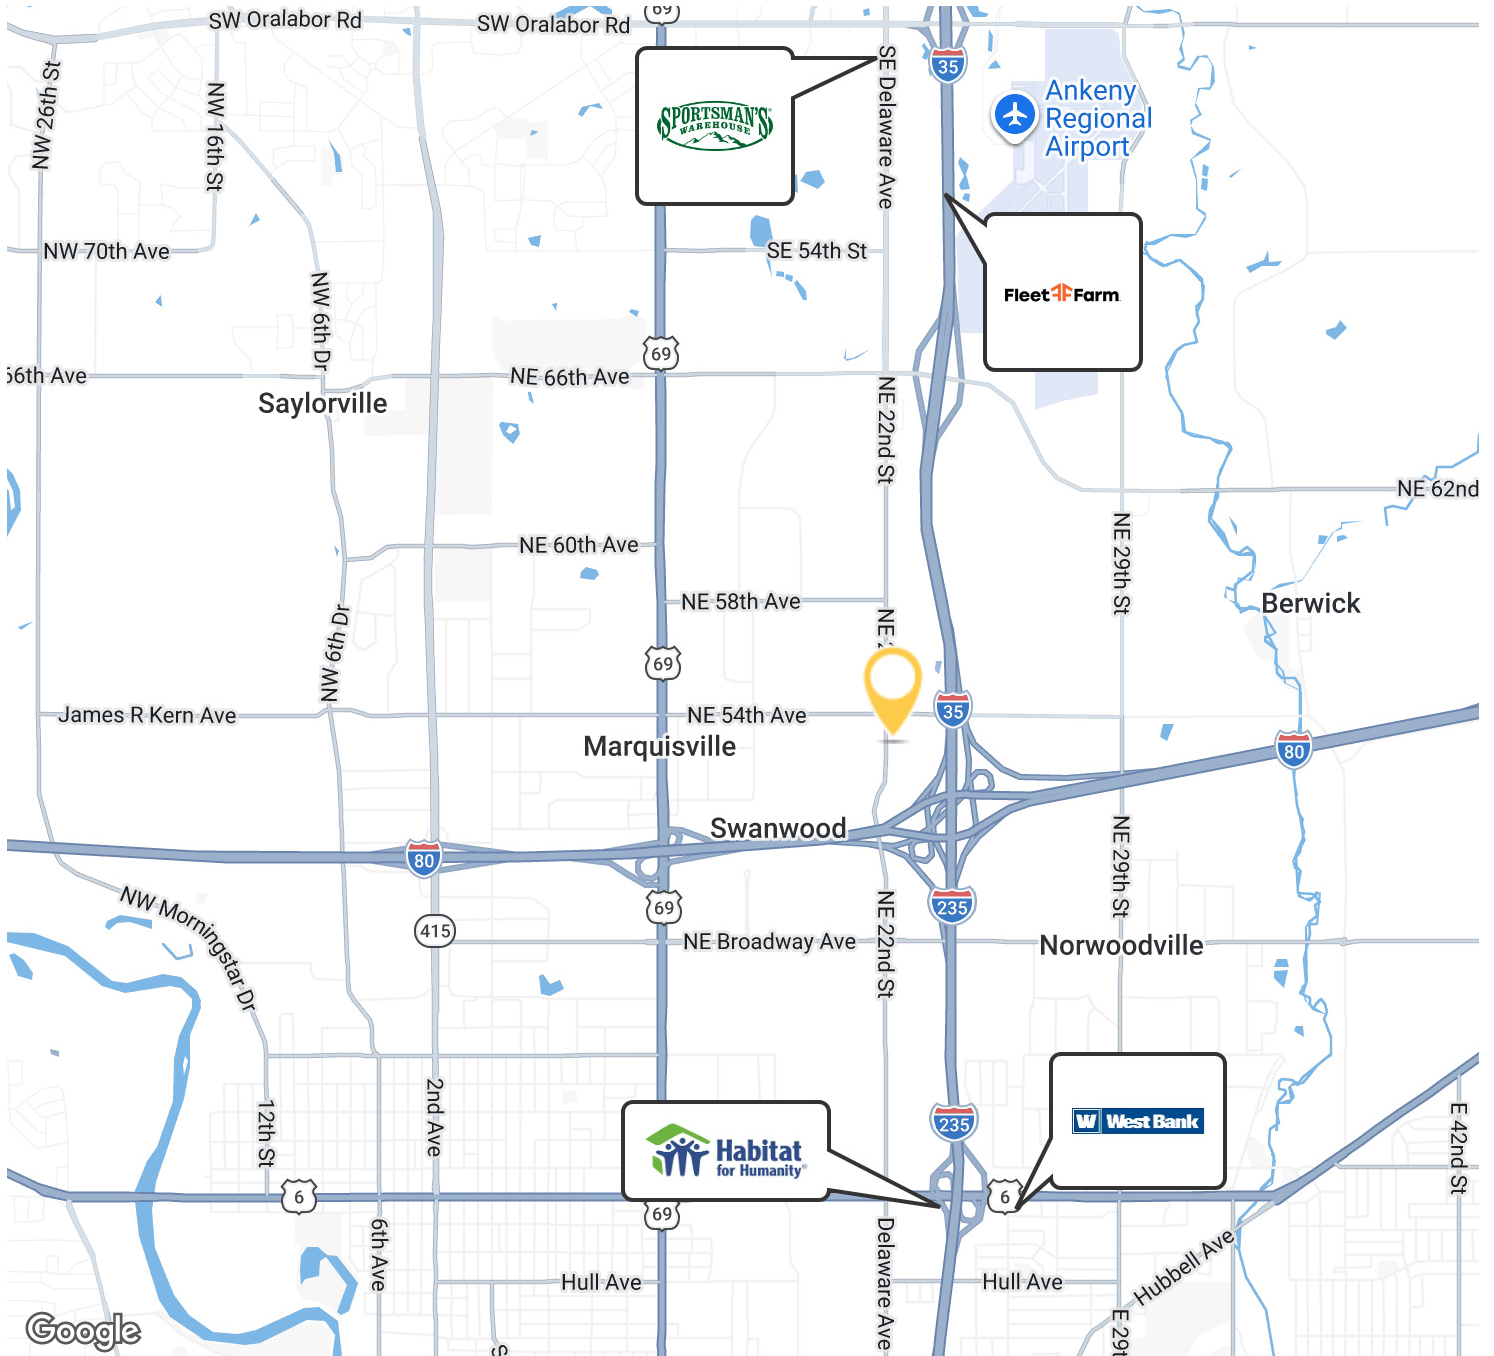 SW Oralabor Rd
SW Oralabor Rd
69
35
SE Delaware Ave
NW 26th St
NW 16th St
SPORTSMAN'S
WAREHOUSE
Ankeny
Regional
Airport
NW 70th Ave
SE 54th St
Fleet Farm
NW 6th Dr
69
66th Ave
NE 66th Ave
Saylorville
NE 22nd St
NE 62nd
NE 60th Ave
NE 29th St
NE 58th Ave
Berwick
NE 2
NW 6th Dr
69
James R Kern Ave
NE 54th Ave
35
Marquisville
80
Swanwood
80
NE 29th St
NW Morningstar Dr
69
235
415
NE Broadway Ave
NE 22nd St
Norwoodville
12th St
2nd Ave
235
W West Bank
E 42nd St
Habitat
for Humanity®
6
6
69
6th Ave
Delaware Ave
Hubbell Ave
Hull Ave
Hull Ave
E 29t
Google